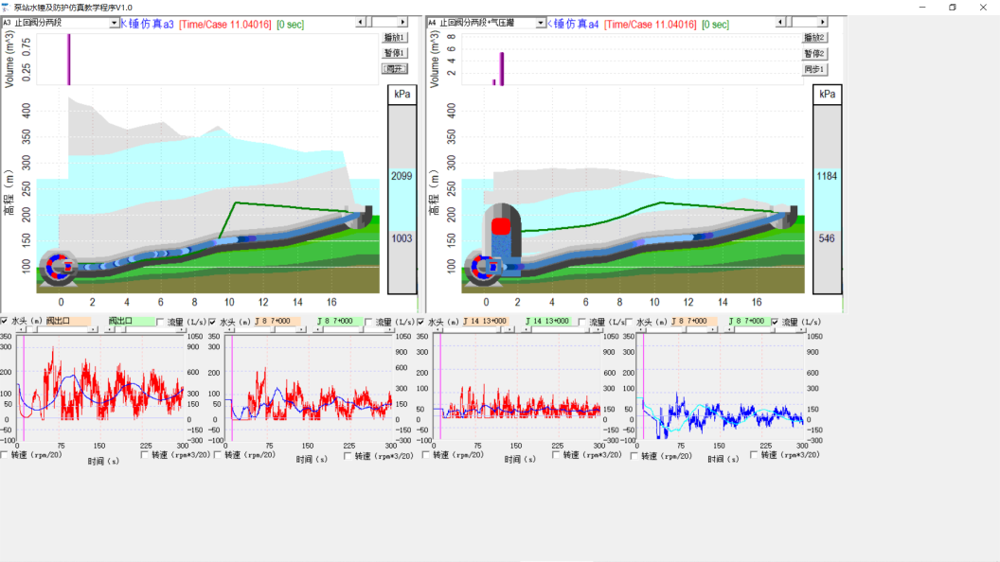 泵站水锤及防护仿真教学程序V1.0
A3 止回阀分两段
水锤仿真a3 [Time/Case 11.04016] [0 sec]
A4 止回阀分两段+气压罐
水锤仿真a4 [Time/Case 11.04016] [0 sec]
Volume (m^3)
0.75
0.25
播放1
暂停1
同开
Volume (m^3)
8
6
4
2
播放2
暂停2
同步1
kPa
2099
1003
kPa
1184
546
高程 (m)
400
350
300
250
200
150
100
0 2 4 6 8 10 12 14 16
高程 (m)
400
350
300
250
200
150
100
0 2 4 6 8 10 12 14 16
水头 (m) 阀出口 阀出口 流量 (L/s)
水头 (m) J 8 7+000 J 8 7+000 流量 (L/s)
水头 (m) J 14 13+000 J 14 13+000 流量 (L/s)
水头 (m) J 8 7+000 J 8 7+000 流量 (L/s)
350 300 200 100 50 0 -50 -100
1050 900 600 300 150 0 -150 -300
0 75 150 225 300
350 300 200 100 50 0 -50 -100
1050 900 600 300 150 0 -150 -300
0 75 150 225 300
350 300 200 100 50 0 -50 -100
1050 900 600 300 150 0 -150 -300
0 75 150 225 300
350 300 200 100 50 0 -50 -100
1050 900 600 300 150 0 -150 -300
0 75 150 225 300
转速 (rpm/20) 时间 (s) 转速 (rpm*3/20)
转速 (rpm/20) 时间 (s) 转速 (rpm*3/20)
转速 (rpm/20) 时间 (s) 转速 (rpm*3/20)
转速 (rpm/20) 时间 (s) 转速 (rpm*3/20)